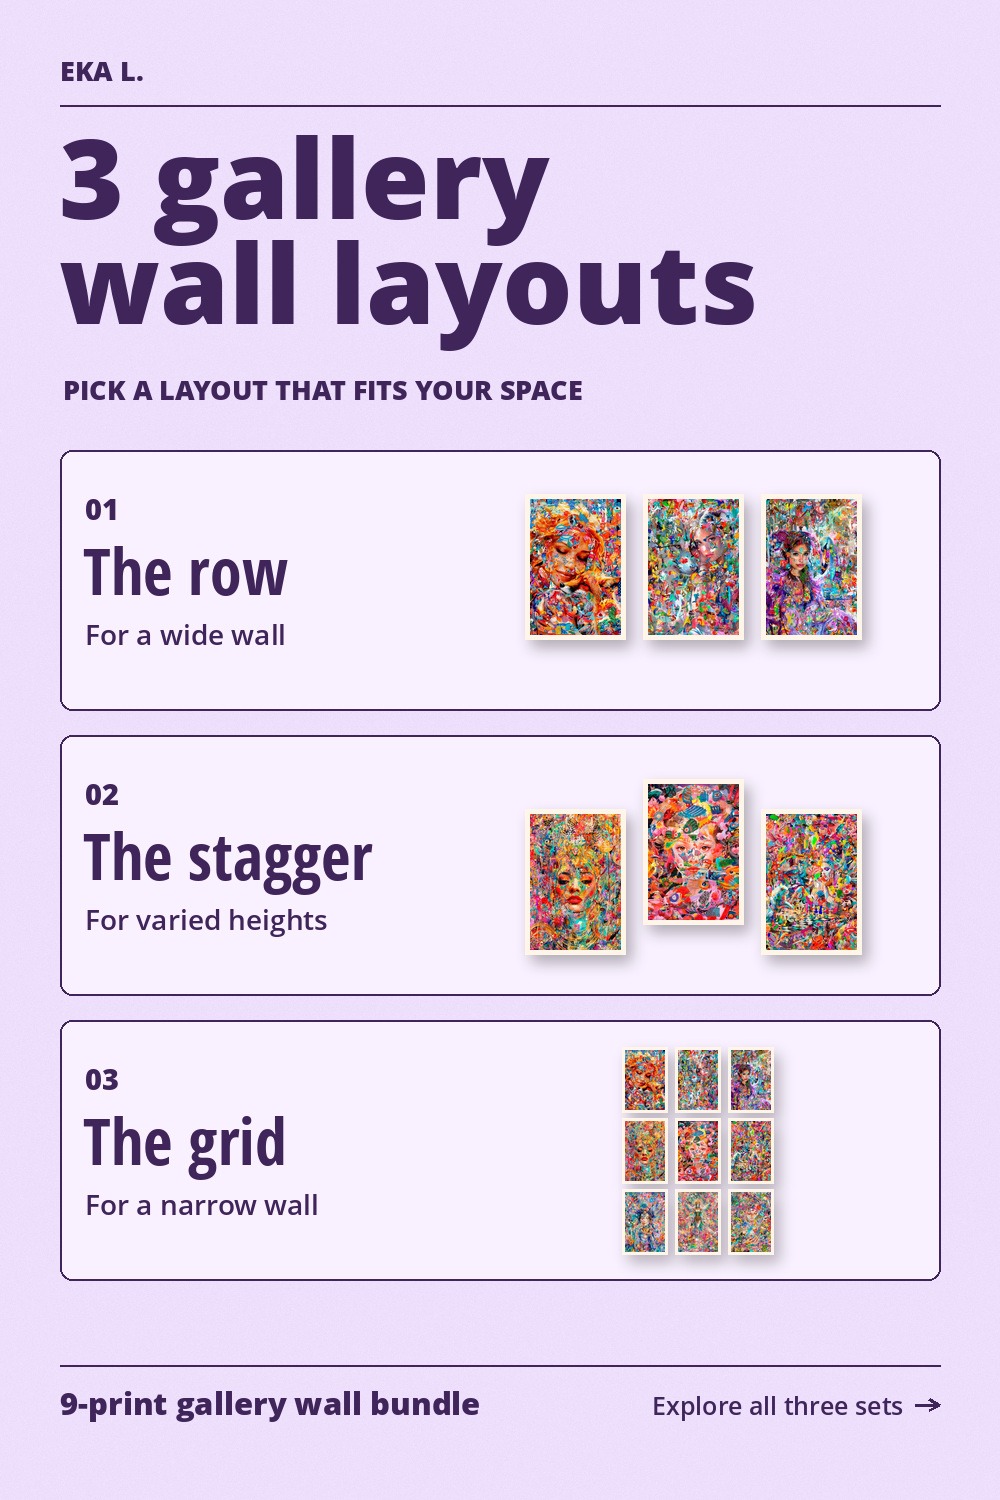 EKA L.
3 gallery
wall layouts
PICK A LAYOUT THAT FITS YOUR SPACE
01
The row
For a wide wall
02
The stagger
For varied heights
03
The grid
For a narrow wall
9-print gallery wall bundle
Explore all three sets →